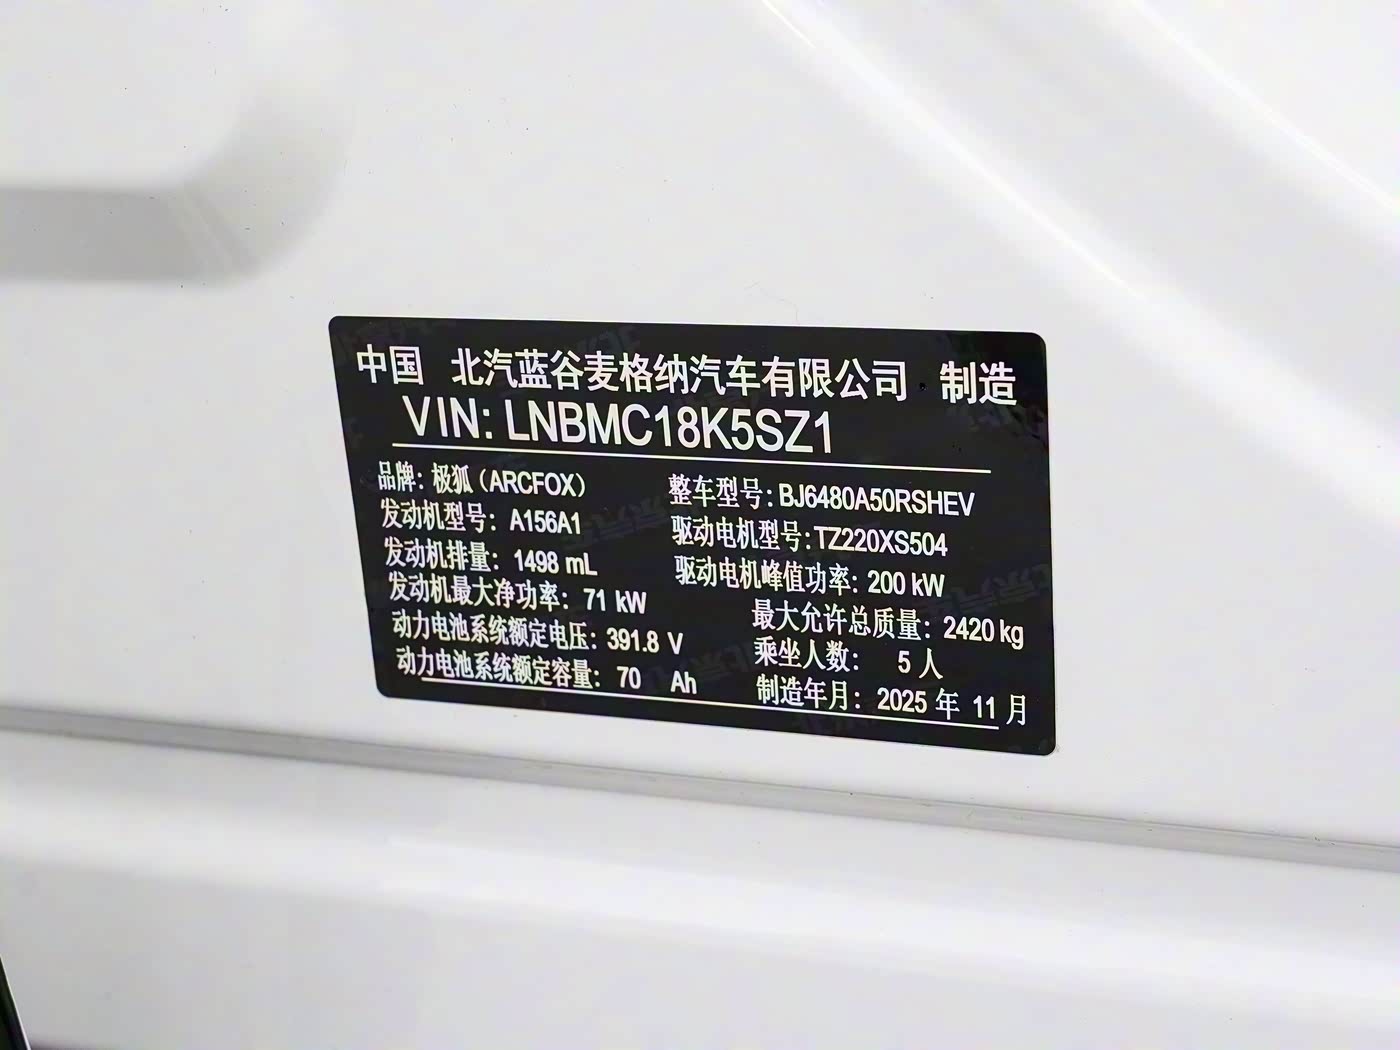 中国 北汽蓝谷麦格纳汽车有限公司 制造
VIN: LNBMC18K5SZ1
品牌: 极狐 (ARCFOX)
整车型号: BJ6480A50RSHEV
发动机型号: A156A1
驱动电机型号: TZ220XS504
发动机排量: 1498 mL
驱动电机峰值功率: 200 kW
发动机最大净功率: 71 kW
最大允许总质量: 2420 kg
动力电池系统额定电压: 391.8 V
乘坐人数: 5 人
动力电池系统额定容量: 70 Ah
制造年月: 2025 年 11 月